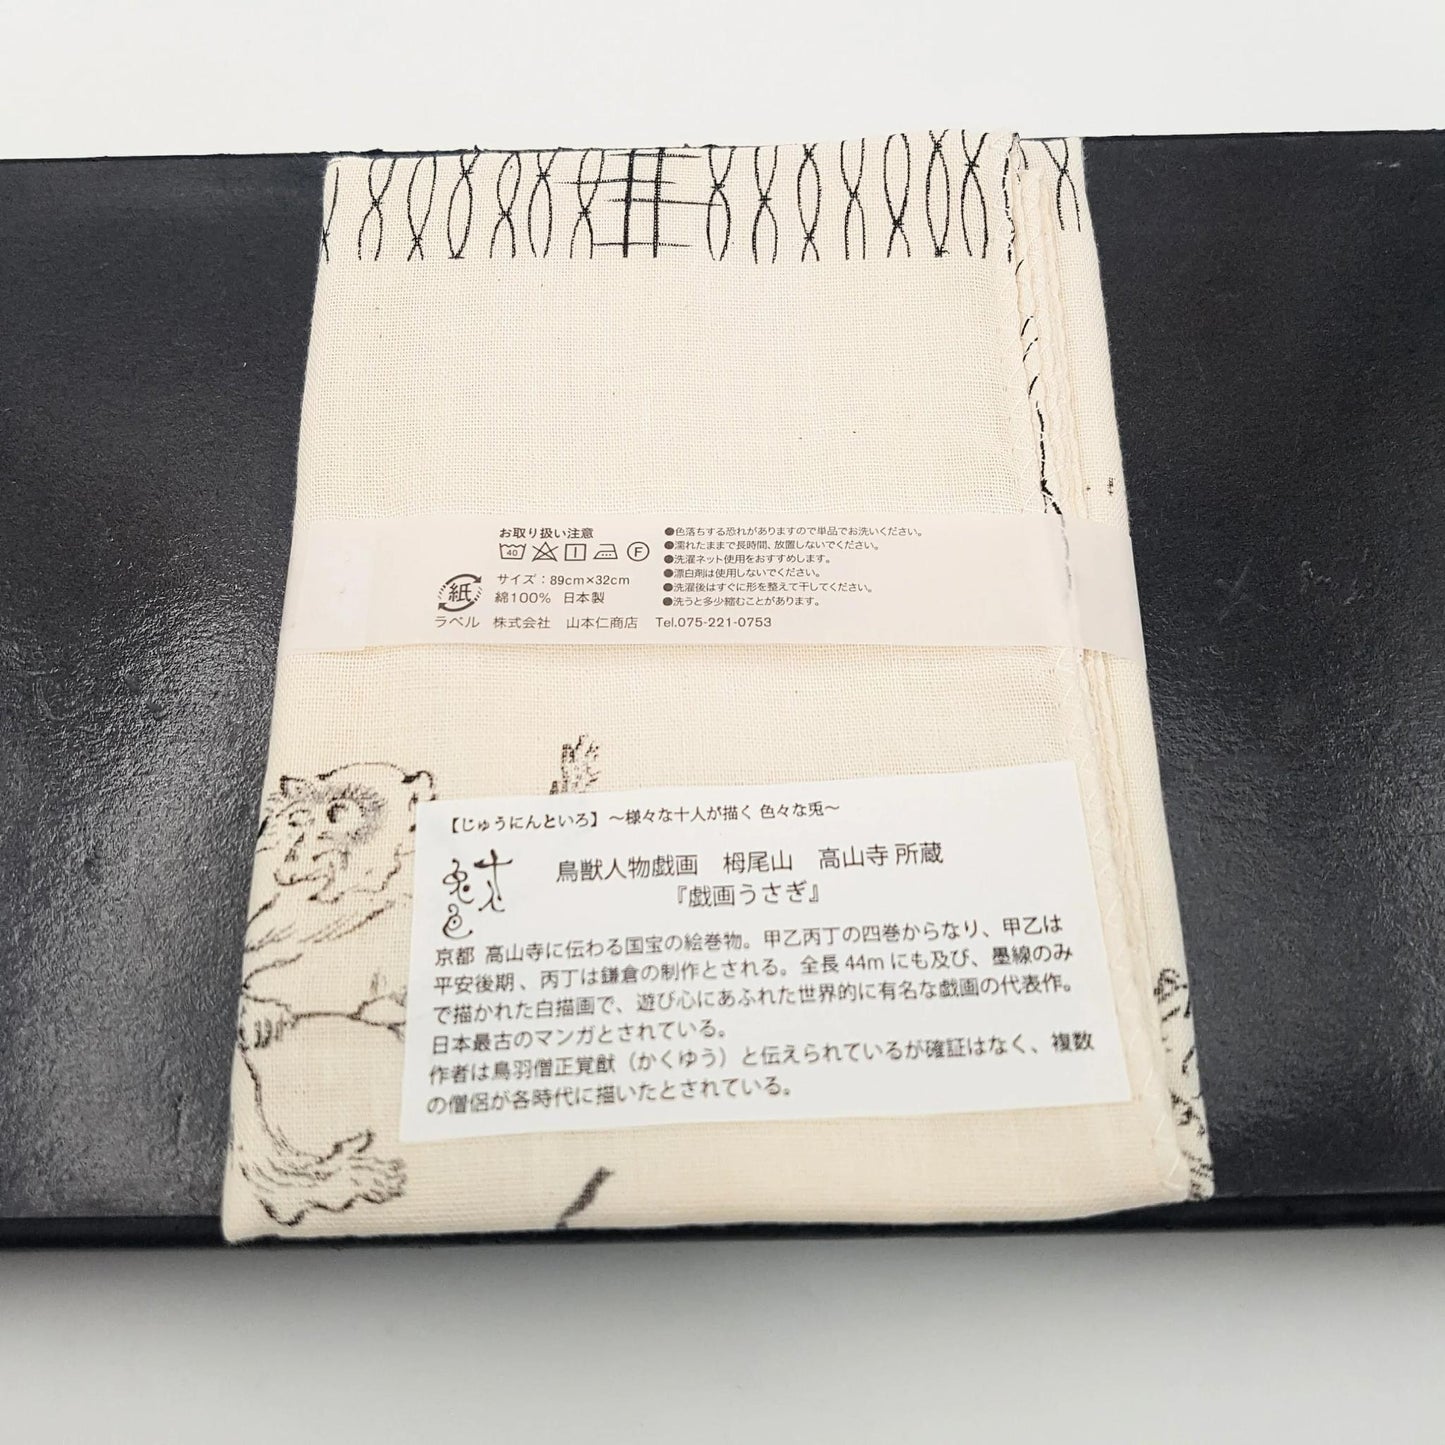 お取り扱い注意
40
F
サイズ：89cm×32cm
綿100% 日本製
紙
ラベル 株式会社 山本仁商店 Tel.075-221-0753
●色落ちする恐れがありますので単品でお洗いください。
●濡れたままで長時間、放置しないでください。
●洗濯ネット使用をおすすめします。
●漂白剤は使用しないでください。
●洗濯後はすぐに形を整えて干してください。
●洗うと多少縮むことがあります。
【じゅうにんといろ】～様々な十人が描く 色々な兎～
十人
兎色
鳥獣人物戯画 栂尾山 高山寺 所蔵
『戯画うさぎ』
京都 高山寺に伝わる国宝の絵巻物。甲乙丙丁の四巻からなり、甲乙は
平安後期、丙丁は鎌倉の制作とされる。全長 44m にも及び、墨線のみ
で描かれた白描画で、遊び心にあふれた世界的に有名な戯画の代表作。
日本最古のマンガとされている。
作者は鳥羽僧正覚猷（かくゆう）と伝えられているが確証はなく、複数
の僧侶が各時代に描いたとされている。